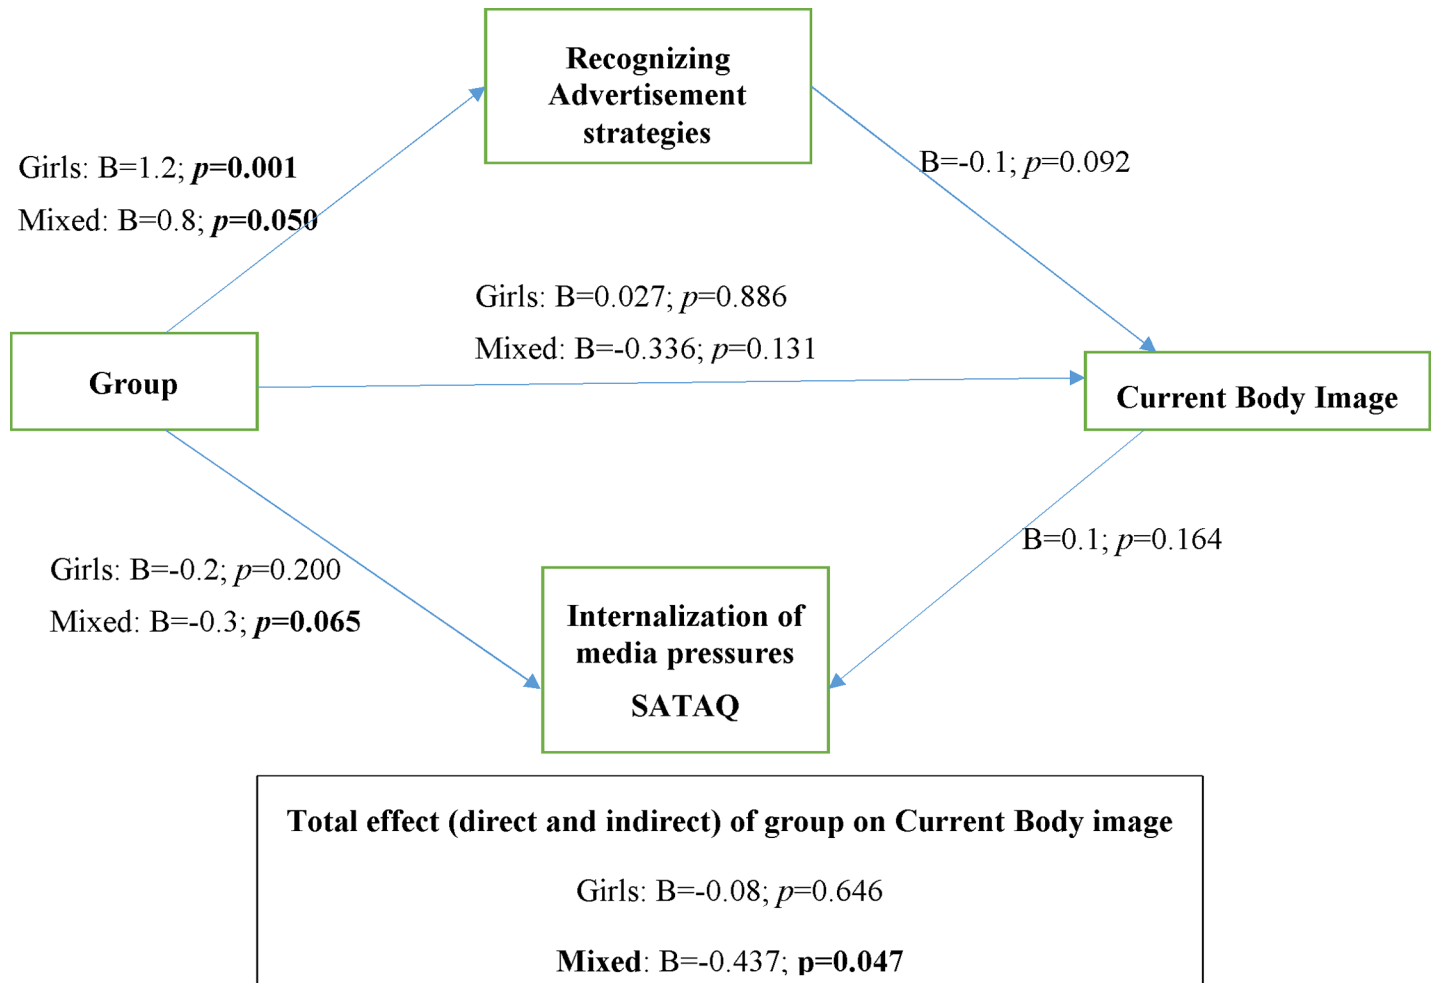 Recognizing
Advertisement
strategies
Girls: B=1.2; p=0.001
Mixed: B=0.8; p=0.050
B=-0.1; p=0.092
Girls: B=0.027; p=0.886
Mixed: B=-0.336; p=0.131
Group
Current Body Image
Girls: B=-0.2; p=0.200
Mixed: B=-0.3; p=0.065
B=0.1; p=0.164
Internalization of
media pressures
SATAQ
Total effect (direct and indirect) of group on Current Body image
Girls: B=-0.08; p=0.646
Mixed: B=-0.437; p=0.047